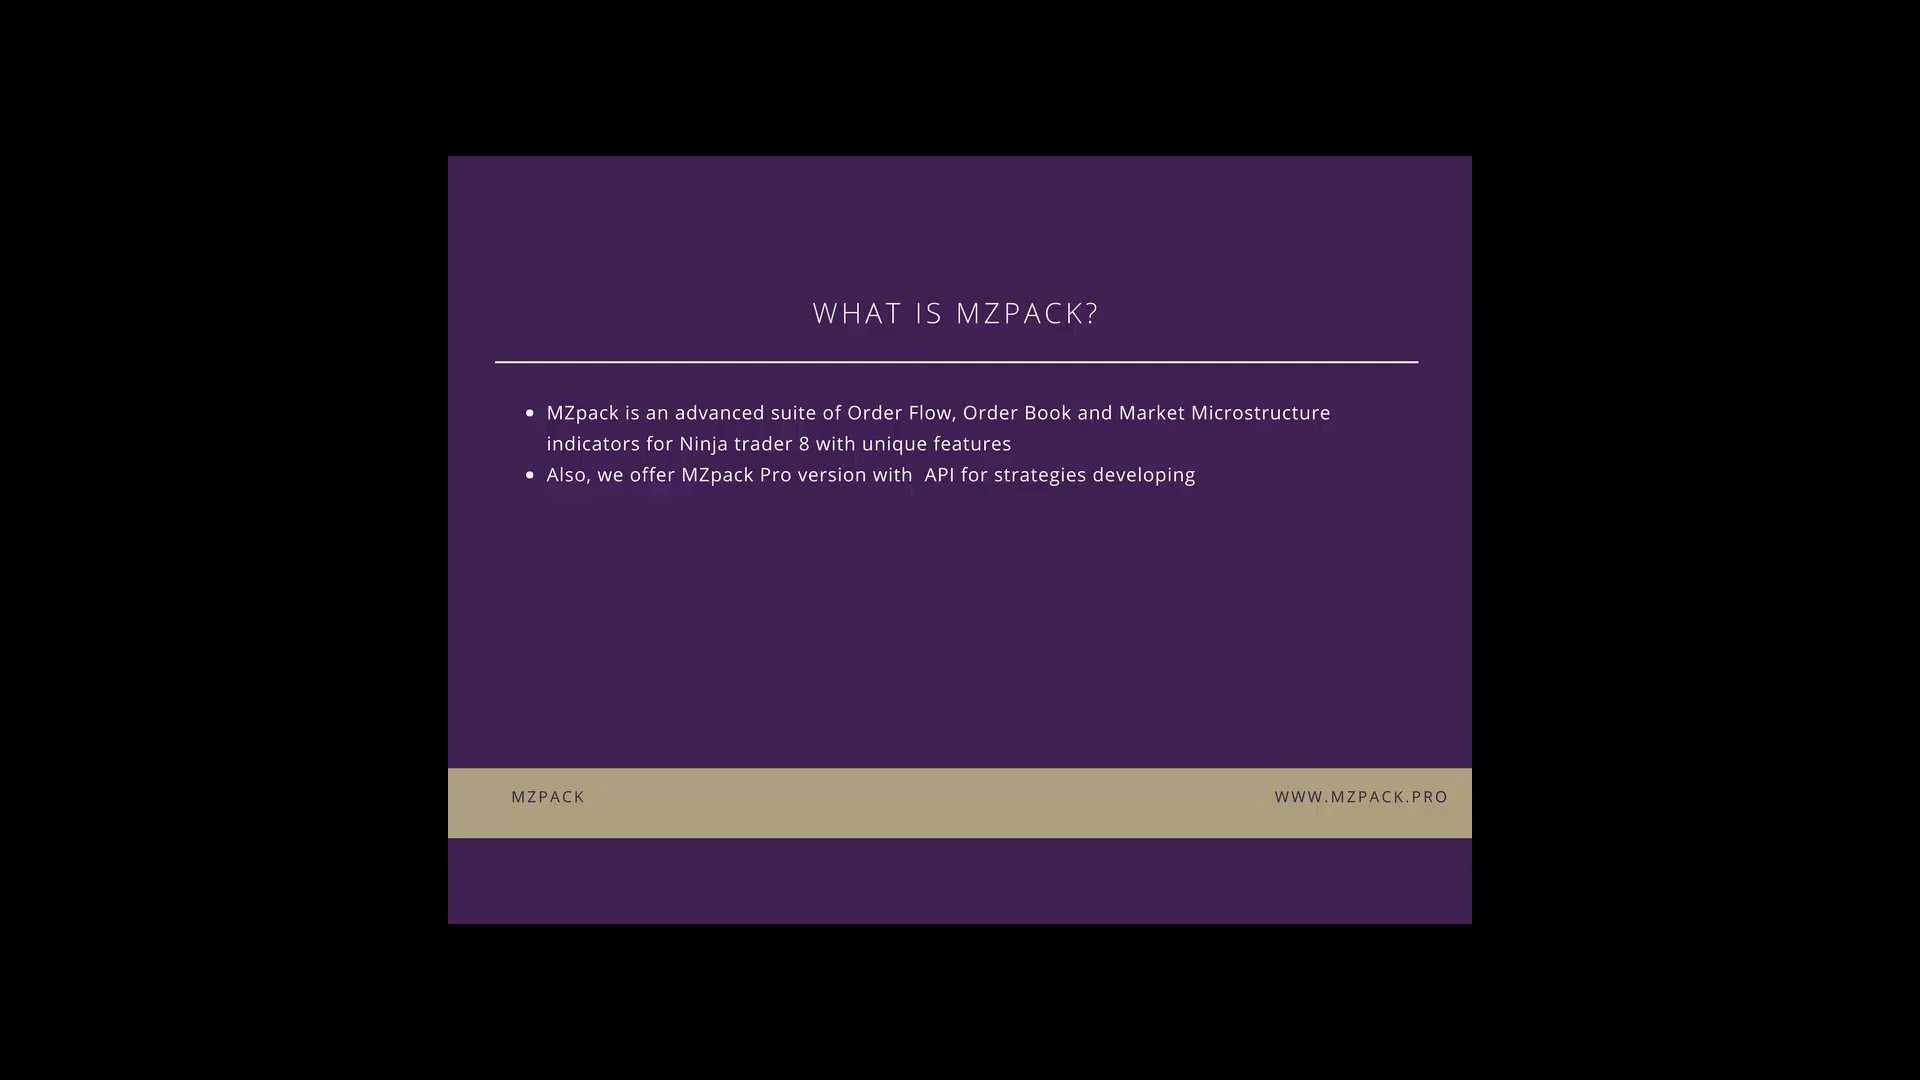 WHAT IS MZPACK?
• MZpack is an advanced suite of Order Flow, Order Book and Market Microstructure
indicators for Ninja trader 8 with unique features
• Also, we offer MZpack Pro version with  API for strategies developing
MZPACK
WWW.MZPACK.PRO